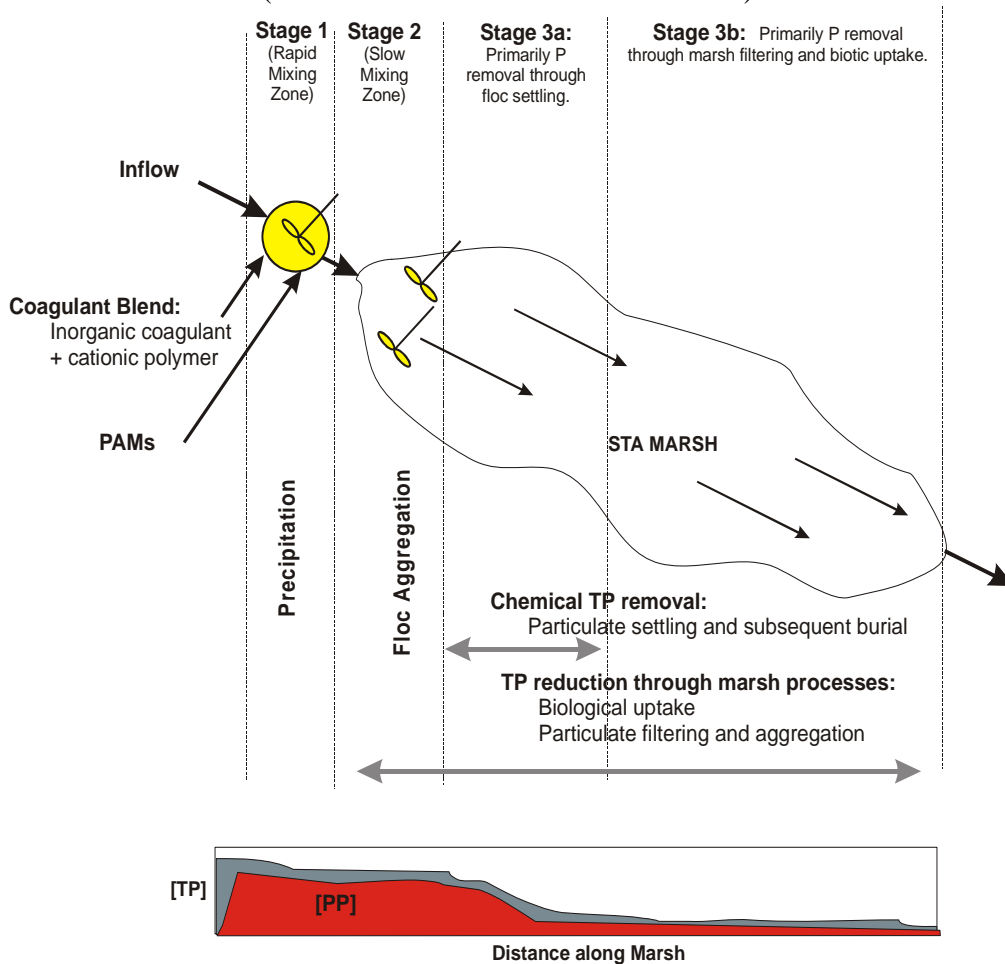 Stage 1
(Rapid
Mixing
Zone)
Stage 2
(Slow
Mixing
Zone)
Stage 3a:
Primarily P
removal through
floc settling.
Stage 3b: Primarily P removal
through marsh filtering and biotic uptake.
Inflow
Coagulant Blend:
Inorganic coagulant
+ cationic polymer
PAMs
STA MARSH
Precipitation
Floc Aggregation
Chemical TP removal:
Particulate settling and subsequent burial
TP reduction through marsh processes:
Biological uptake
Particulate filtering and aggregation
[TP]
[PP]
Distance along Marsh